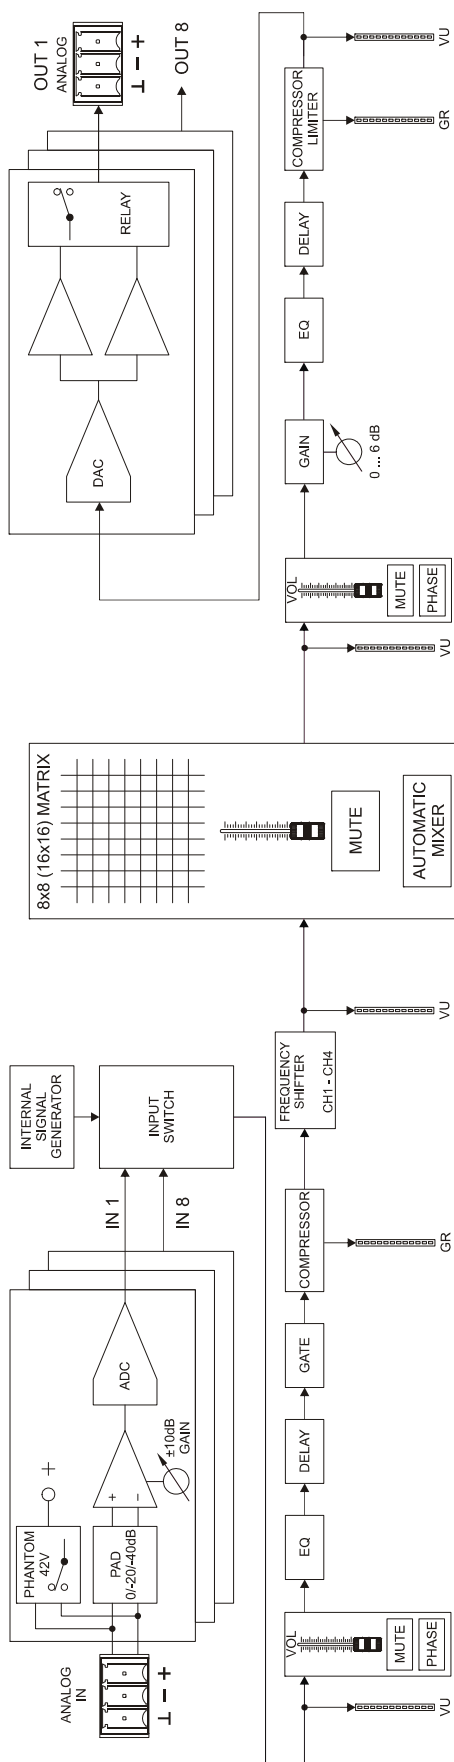 ANALOG
IN
+
−
⊥
PHANTOM
42V
+
PAD
0/-20/-40dB
+
−
±10dB
GAIN
ADC
IN 1
IN 8
INTERNAL
SIGNAL
GENERATOR
INPUT
SWITCH
VU
VOL
MUTE
PHASE
EQ
DELAY
GATE
COMPRESSOR
GR
FREQUENCY
SHIFTER
CH1 - CH4
VU
8x8 (16x16) MATRIX
MUTE
AUTOMATIC
MIXER
VU
VOL
MUTE
PHASE
GAIN
0 ... 6 dB
EQ
DELAY
COMPRESSOR
LIMITER
GR
VU
DAC
RELAY
OUT 1
ANALOG
+
−
⊥
OUT 8